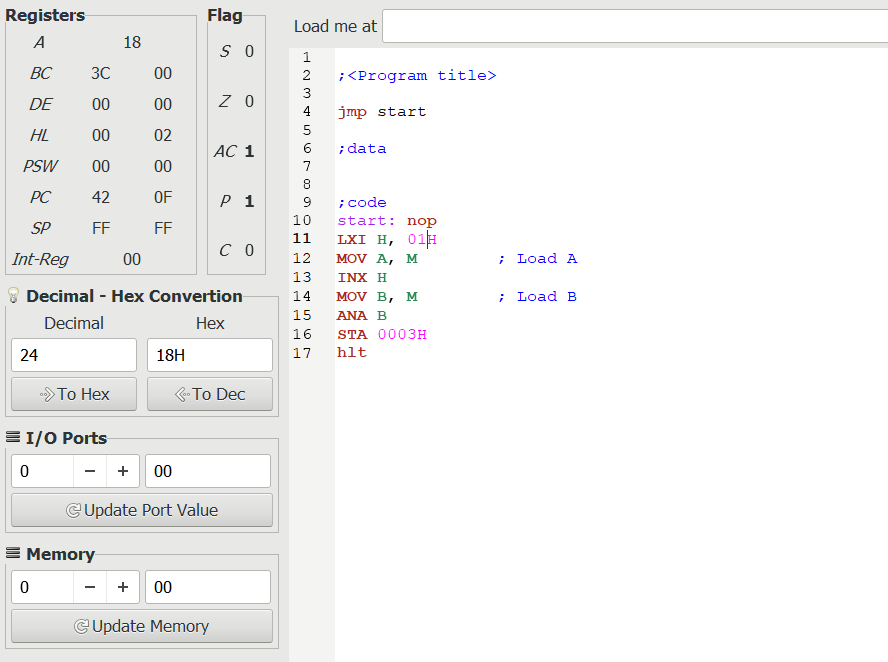 Registers
A 18
BC 3C 00
DE 00 00
HL 00 02
PSW 00 00
PC 42 0F
SP FF FF
Int-Reg 00
Flag
S 0
Z 0
AC 1
P 1
C 0
Decimal - Hex Convertion
Decimal Hex
24 18H
To Hex To Dec
I/O Ports
0 − + 00
Update Port Value
Memory
0 − + 00
Update Memory
Load me at
1
2 ;<Program title>
3
4 jmp start
5
6 ;data
7
8
9 ;code
10 start: nop
11 LXI H, 01H
12 MOV A, M ; Load A
13 INX H
14 MOV B, M ; Load B
15 ANA B
16 STA 0003H
17 hlt